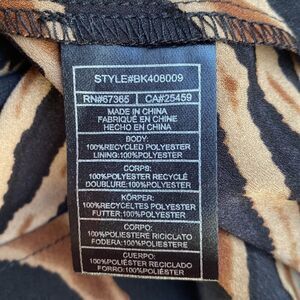 STYLE#BK408009
RN#67365 CA#25459
MADE IN CHINA
FABRIQUÉ EN CHINE
HECHO EN CHINA
BODY:
100%RECYCLED POLYESTER
LINING:100%POLYESTER
CORPS:
100%POLYESTER RECYCLÉ
DOUBLURE:100%POLYESTER
KÖRPER:
100%RECYCELTES POLYESTER
FUTTER:100%POLYESTER
CORPO:
100%POLIESTERE RICICLATO
FODERA:100%POLIESTERE
CUERPO:
100%POLIÉSTER RECICLADO
FORRO:100%POLIÉSTER